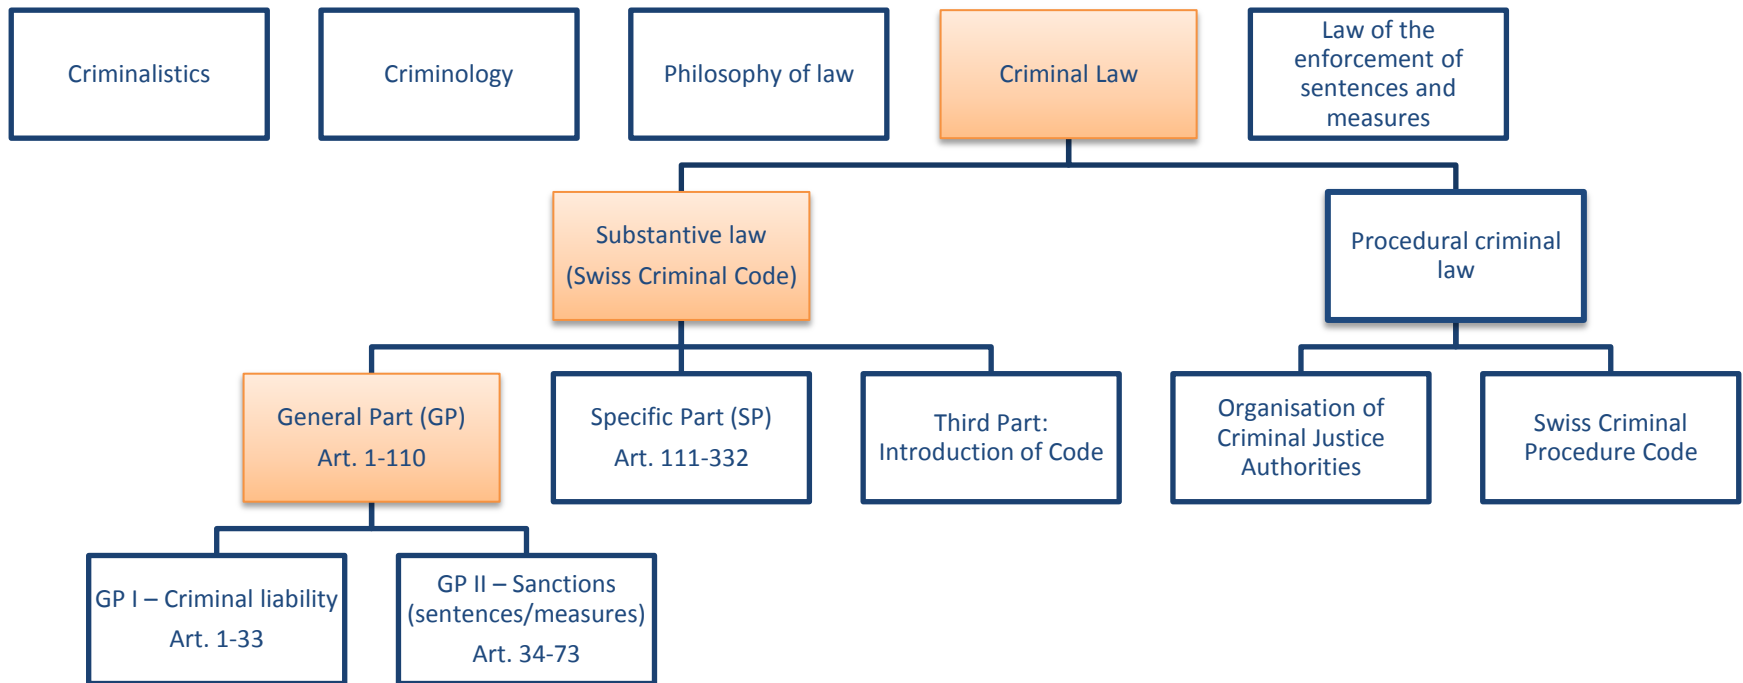 Criminalistics
Criminology
Philosophy of law
Criminal Law
Law of the
enforcement of
sentences and
measures
Substantive law
(Swiss Criminal Code)
Procedural criminal
law
General Part (GP)
Art. 1-110
Specific Part (SP)
Art. 111-332
Third Part:
Introduction of Code
Organisation of
Criminal Justice
Authorities
Swiss Criminal
Procedure Code
GP I – Criminal liability
Art. 1-33
GP II – Sanctions
(sentences/measures)
Art. 34-73